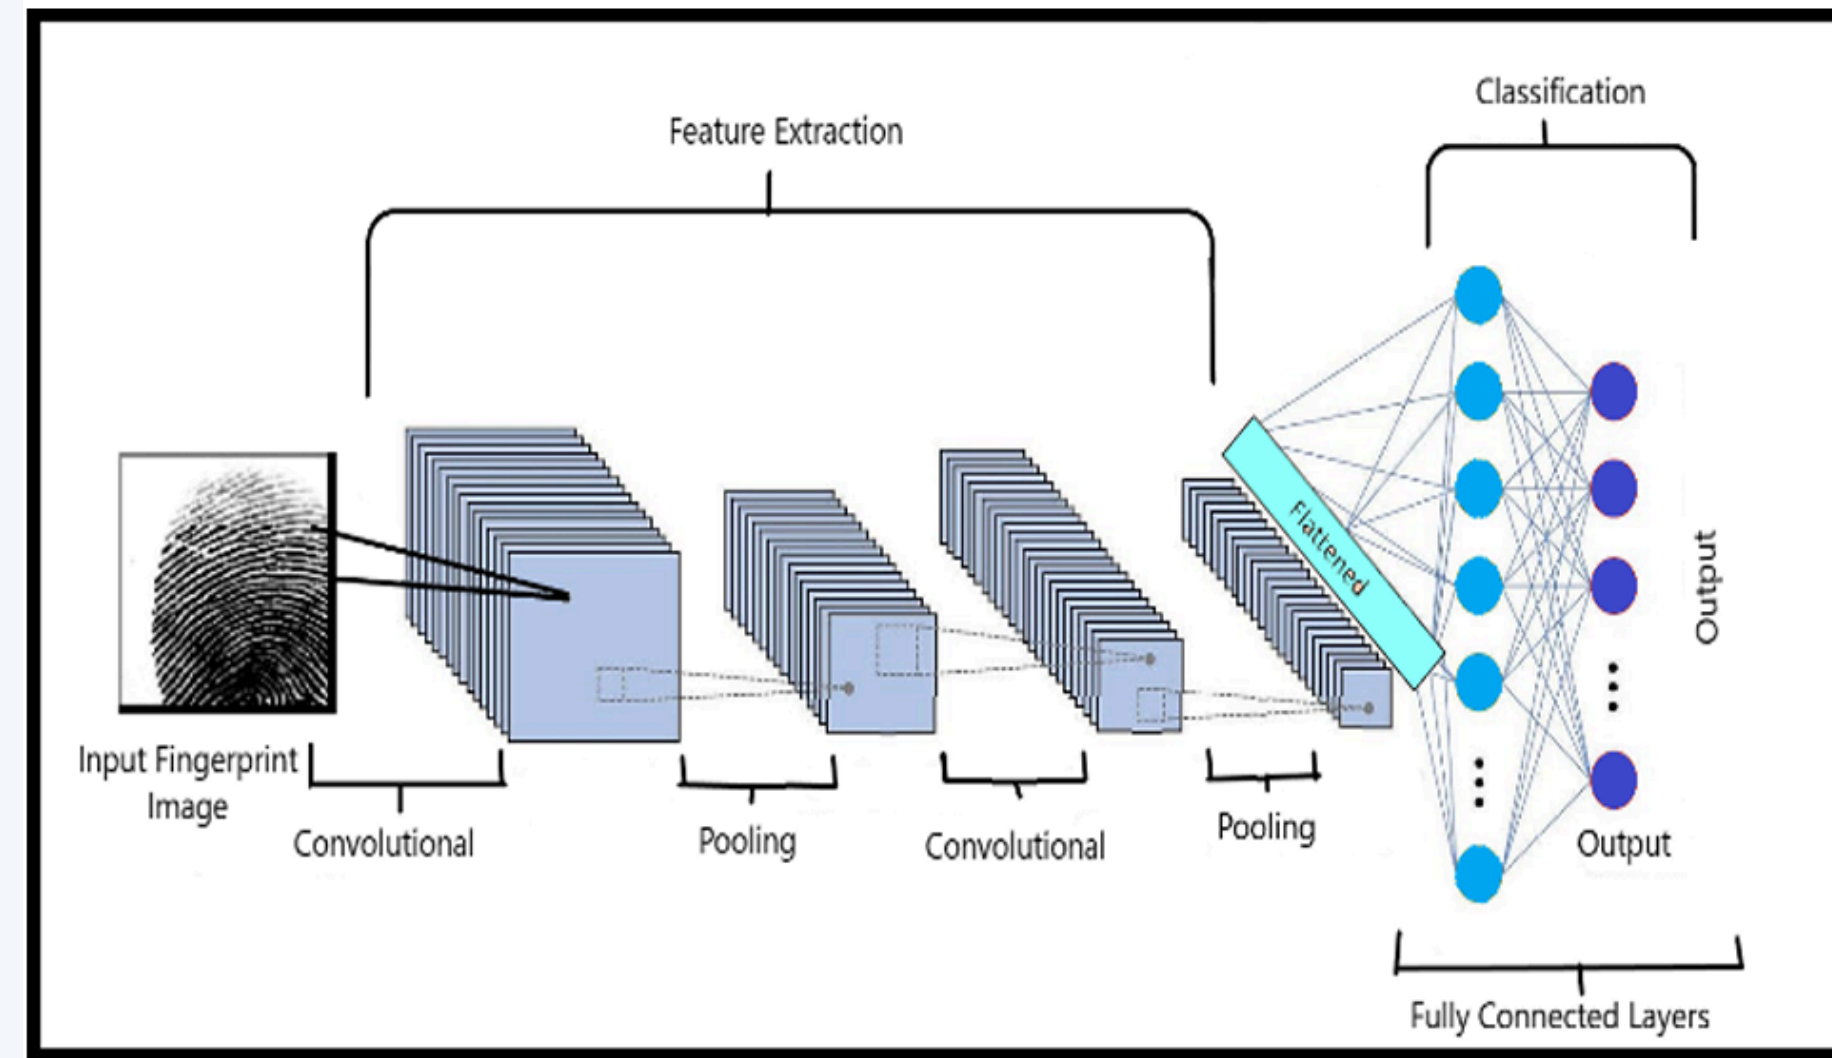 Classification
Feature Extraction
Flattened
Output
Input Fingerprint
Image
Convolutional
Pooling
Convolutional
Pooling
Output
Fully Connected Layers